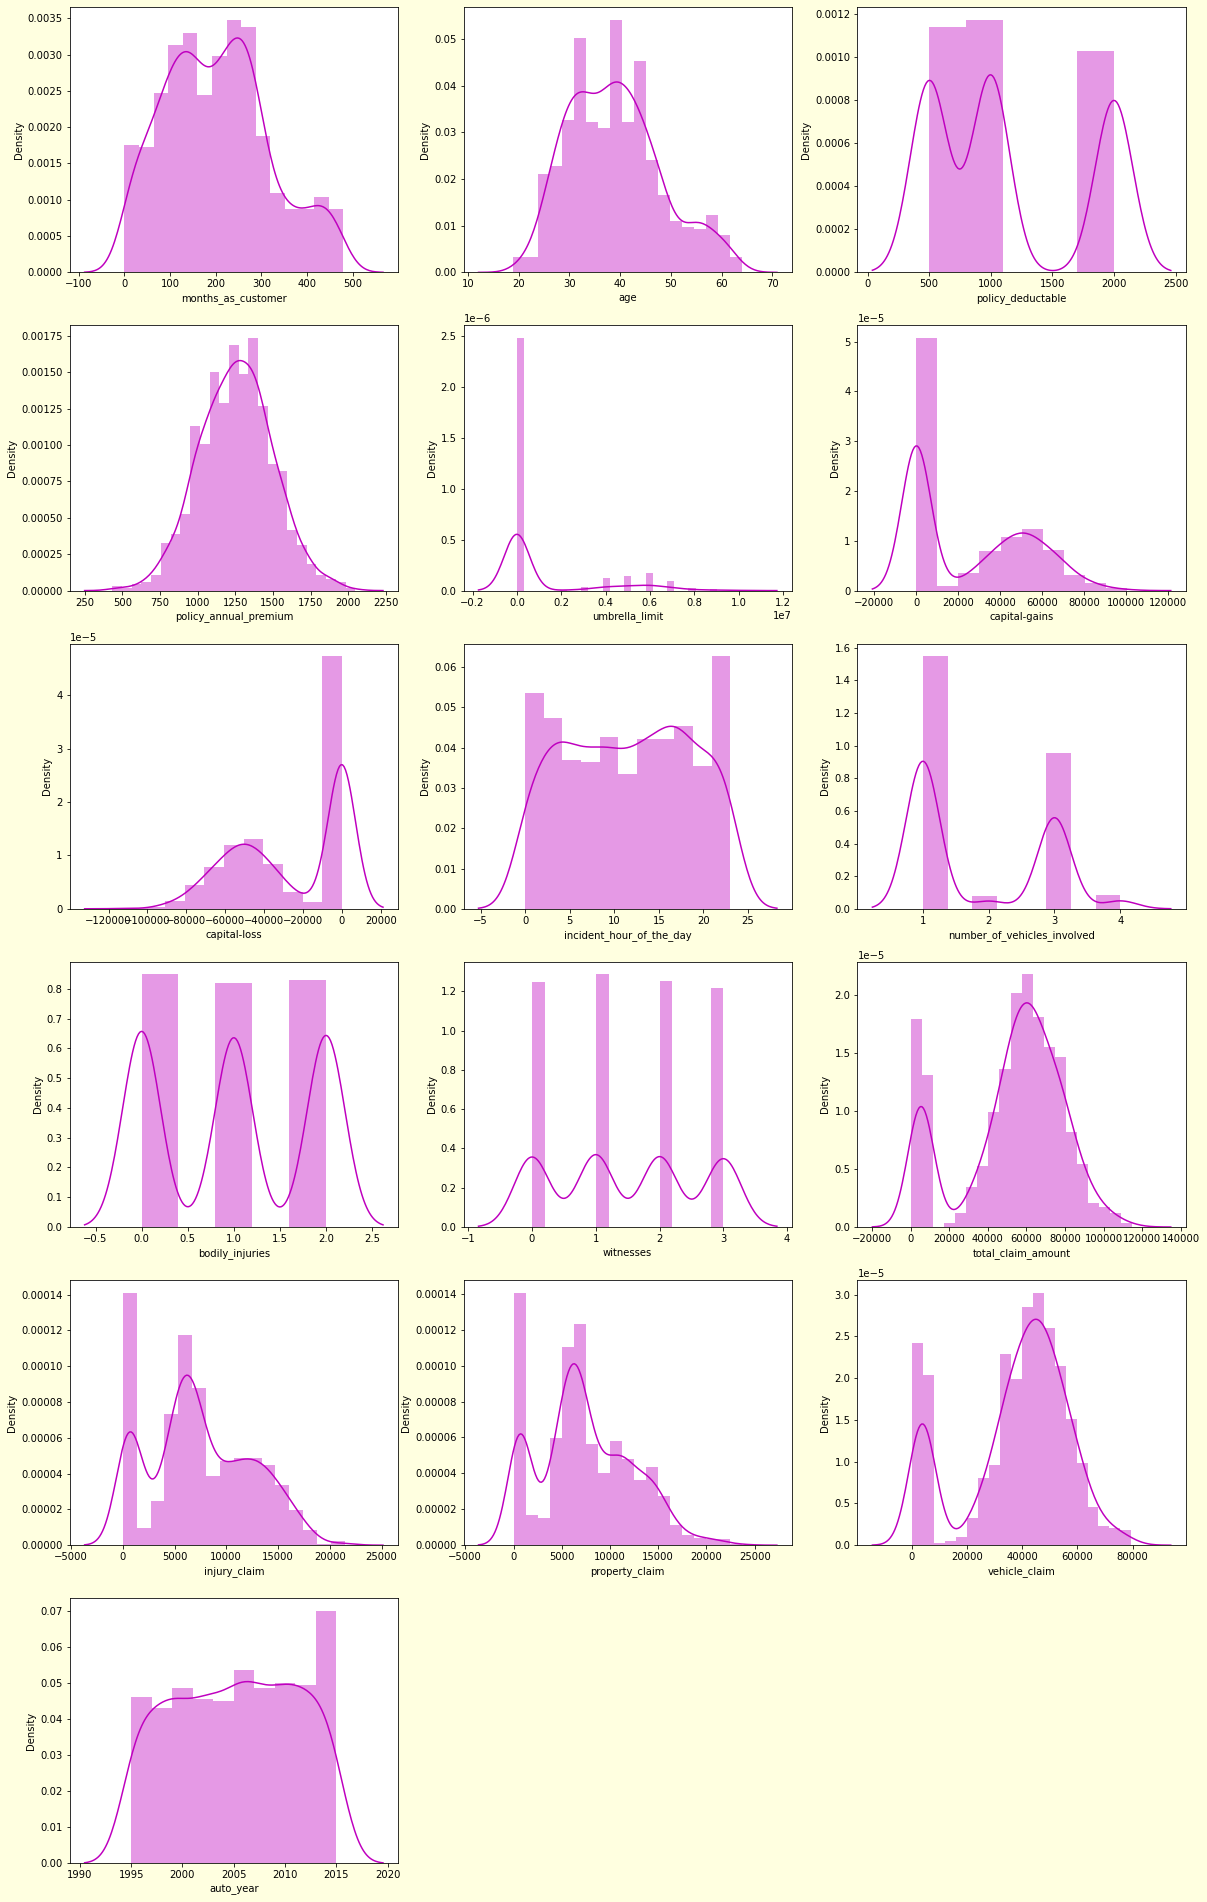 0.0035
0.0030
0.0025
0.0020
0.0015
0.0010
0.0005
0.0000
Density
−100 0 100 200 300 400 500
months_as_customer
0.05
0.04
0.03
0.02
0.01
0.00
Density
10 20 30 40 50 60 70
age
0.0012
0.0010
0.0008
0.0006
0.0004
0.0002
0.0000
Density
0 500 1000 1500 2000 2500
policy_deductable
0.00175
0.00150
0.00125
0.00100
0.00075
0.00050
0.00025
0.00000
Density
250 500 750 1000 1250 1500 1750 2000 2250
policy_annual_premium
1e−6
2.5
2.0
1.5
1.0
0.5
0.0
Density
−0.2 0.0 0.2 0.4 0.6 0.8 1.0 1.2
1e7
umbrella_limit
1e−5
5
4
3
2
1
0
Density
−20000 0 20000 40000 60000 80000 100000 120000
capital-gains
1e−5
4
3
2
1
0
Density
−120000−100000−80000−60000−40000−20000 0 20000
capital-loss
0.06
0.05
0.04
0.03
0.02
0.01
0.00
Density
−5 0 5 10 15 20 25
incident_hour_of_the_day
1.6
1.4
1.2
1.0
0.8
0.6
0.4
0.2
0.0
Density
1 2 3 4
number_of_vehicles_involved
0.8
0.7
0.6
0.5
0.4
0.3
0.2
0.1
0.0
Density
−0.5 0.0 0.5 1.0 1.5 2.0 2.5
bodily_injuries
1.2
1.0
0.8
0.6
0.4
0.2
0.0
Density
−1 0 1 2 3 4
witnesses
1e−5
2.0
1.5
1.0
0.5
0.0
Density
−20000 0 20000 40000 60000 80000 100000 120000 140000
total_claim_amount
0.00014
0.00012
0.00010
0.00008
0.00006
0.00004
0.00002
0.00000
Density
−5000 0 5000 10000 15000 20000 25000
injury_claim
0.00014
0.00012
0.00010
0.00008
0.00006
0.00004
0.00002
0.00000
Density
−5000 0 5000 10000 15000 20000 25000
property_claim
1e−5
3.0
2.5
2.0
1.5
1.0
0.5
0.0
Density
0 20000 40000 60000 80000
vehicle_claim
0.07
0.06
0.05
0.04
0.03
0.02
0.01
0.00
Density
1990 1995 2000 2005 2010 2015 2020
auto_year